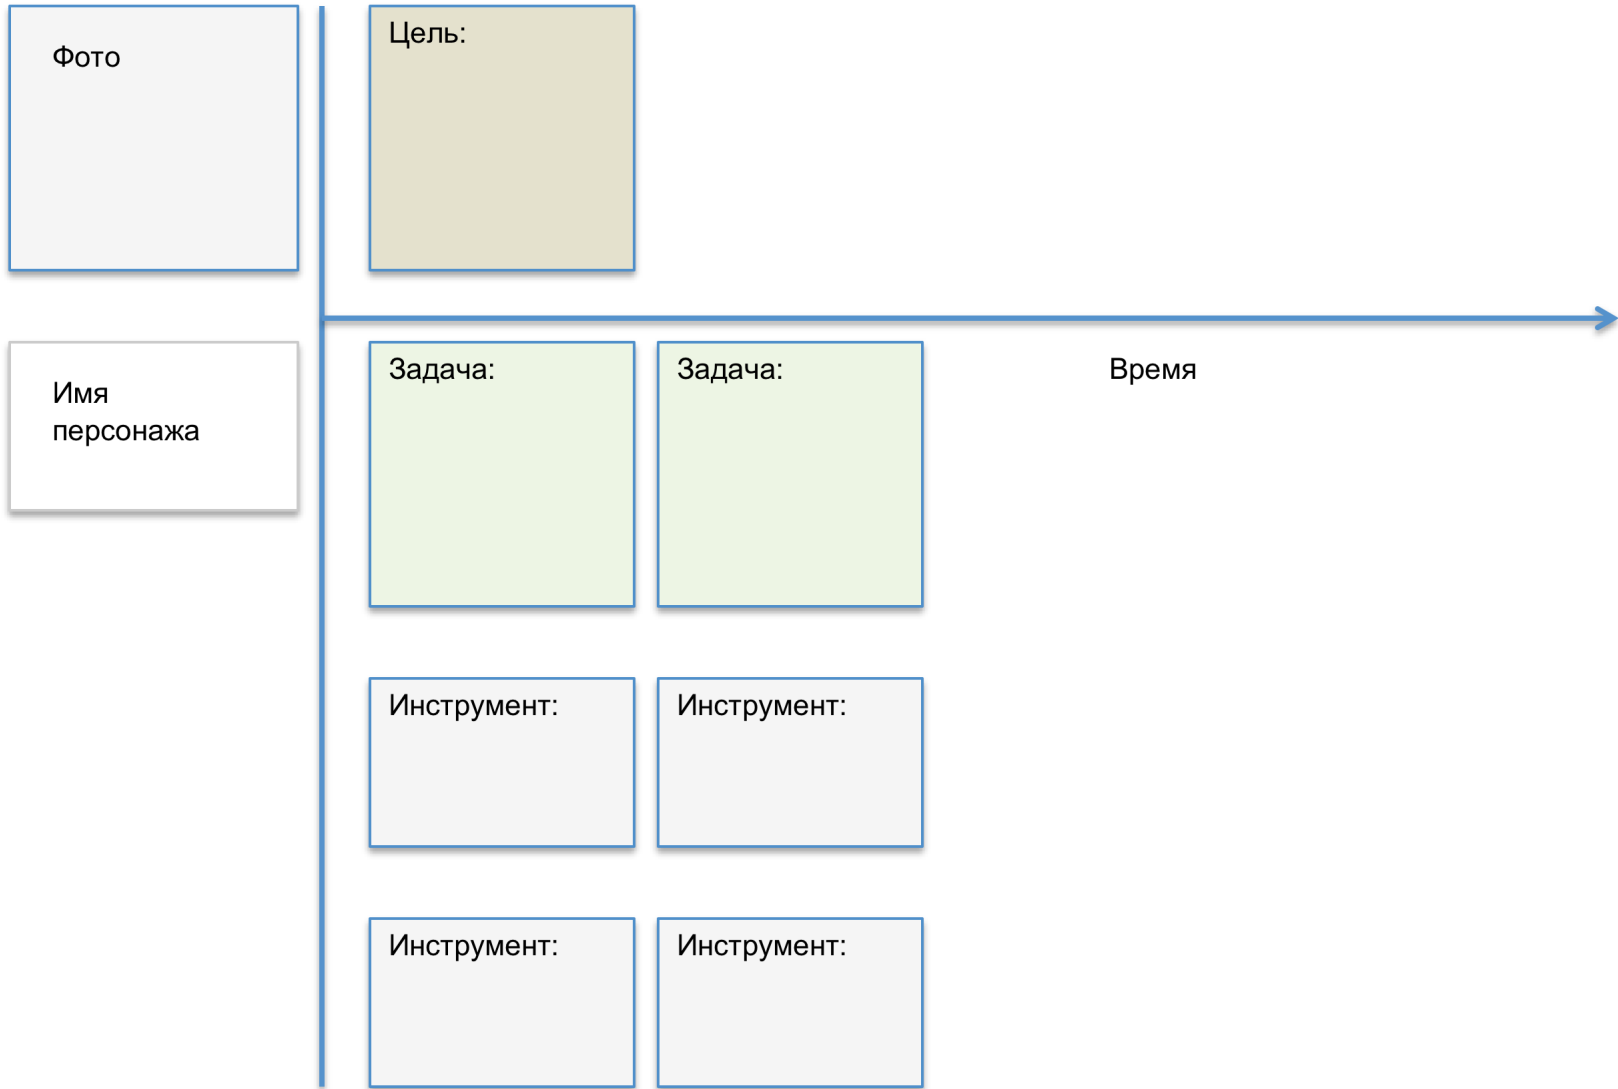 Фото
Цель:
Имя
персонажа
Задача:
Задача:
Время
Инструмент:
Инструмент:
Инструмент:
Инструмент: